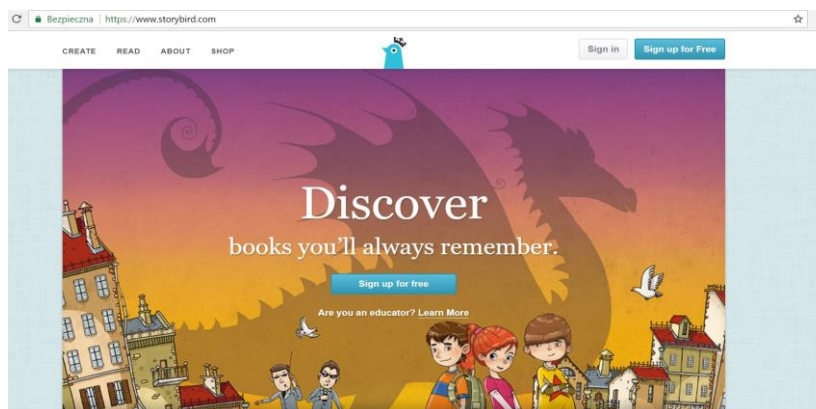 Bezpieczna | https://www.storybird.com
CREATE READ ABOUT SHOP Sign in Sign up for Free
Discover
books you'll always remember.
Sign up for free
Are you an educator? Learn More